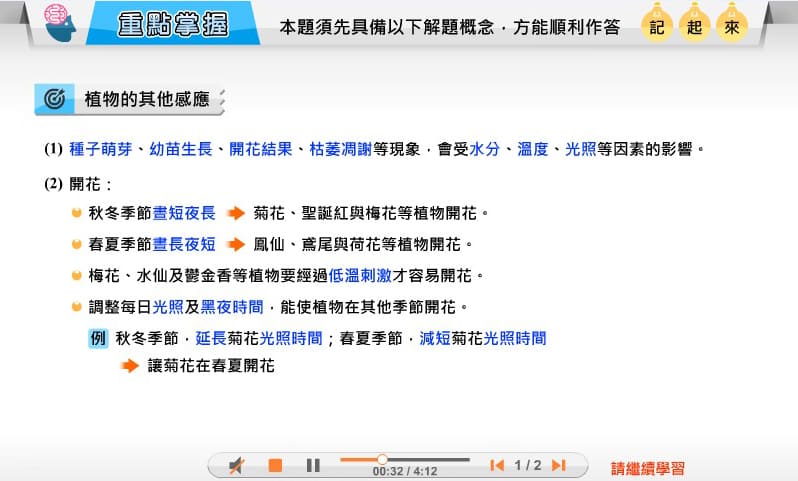 重點掌握 本題須先具備以下解題概念，方能順利作答 記起來
植物的其他感應
(1) 種子萌芽、幼苗生長、開花結果、枯萎凋謝等現象，會受水分、溫度、光照等因素的影響。
(2) 開花：
秋冬季節晝短夜長 菊花、聖誕紅與梅花等植物開花。
春夏季節晝長夜短 鳳仙、鳶尾與荷花等植物開花。
梅花、水仙及鬱金香等植物要經過低溫刺激才容易開花。
調整每日光照及黑夜時間，能使植物在其他季節開花。
例 秋冬季節，延長菊花光照時間；春夏季節，減短菊花光照時間
讓菊花在春夏開花
00:32 / 4:12 1 / 2 請繼續學習